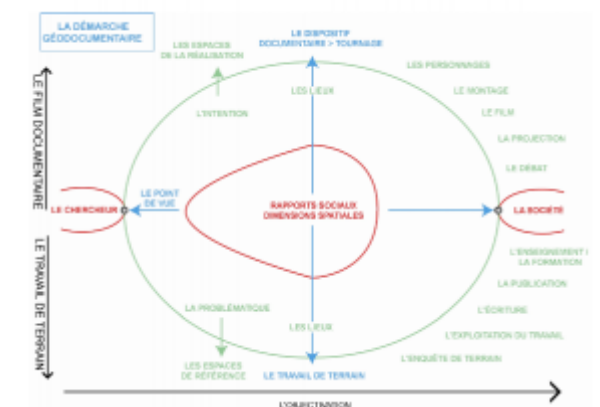 LA DÉMARCHE
GÉODOCUMENTAIRE
LE DISPOSITIF
DOCUMENTAIRE > TOURNAGE
LES ESPACES
DE LA RÉALISATION
LES PERSONNAGES
LES LIEUX
LE MONTAGE
L'INTENTION
LE FILM
LA PROJECTION
LE DÉBAT
LE FILM DOCUMENTAIRE
LE POINT
DE VUE
LE CHERCHEUR
RAPPORTS SOCIAUX
DIMENSIONS SPATIALES
LA SOCIÉTÉ
LE TRAVAIL DE TERRAIN
L'ENSEIGNEMENT /
LA FORMATION
LA PUBLICATION
LA PROBLÉMATIQUE
L'ÉCRITURE
LES LIEUX
L'EXPLOITATION DU TRAVAIL
L'ENQUÊTE DE TERRAIN
LES ESPACES
DE RÉFÉRENCE
LE TRAVAIL DE TERRAIN
L'OBJECTIVATION